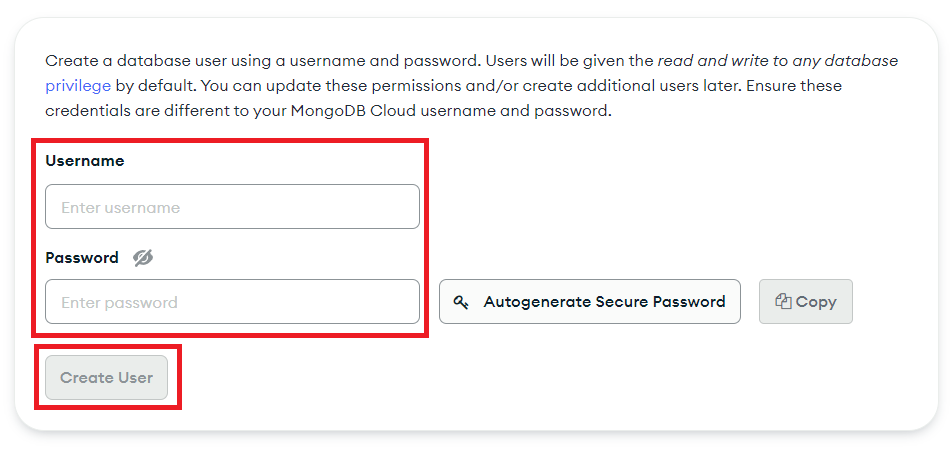 Create a database user using a username and password. Users will be given the read and write to any database
privilege by default. You can update these permissions and/or create additional users later. Ensure these
credentials are different to your MongoDB Cloud username and password.
Username
Enter username
Password
Enter password
Autogenerate Secure Password
Copy
Create User